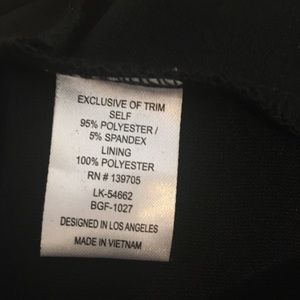 EXCLUSIVE OF TRIM
SELF
95% POLYESTER /
5% SPANDEX
LINING
100% POLYESTER
RN # 139705
LK-54662
BGF-1027
DESIGNED IN LOS ANGELES
MADE IN VIETNAM